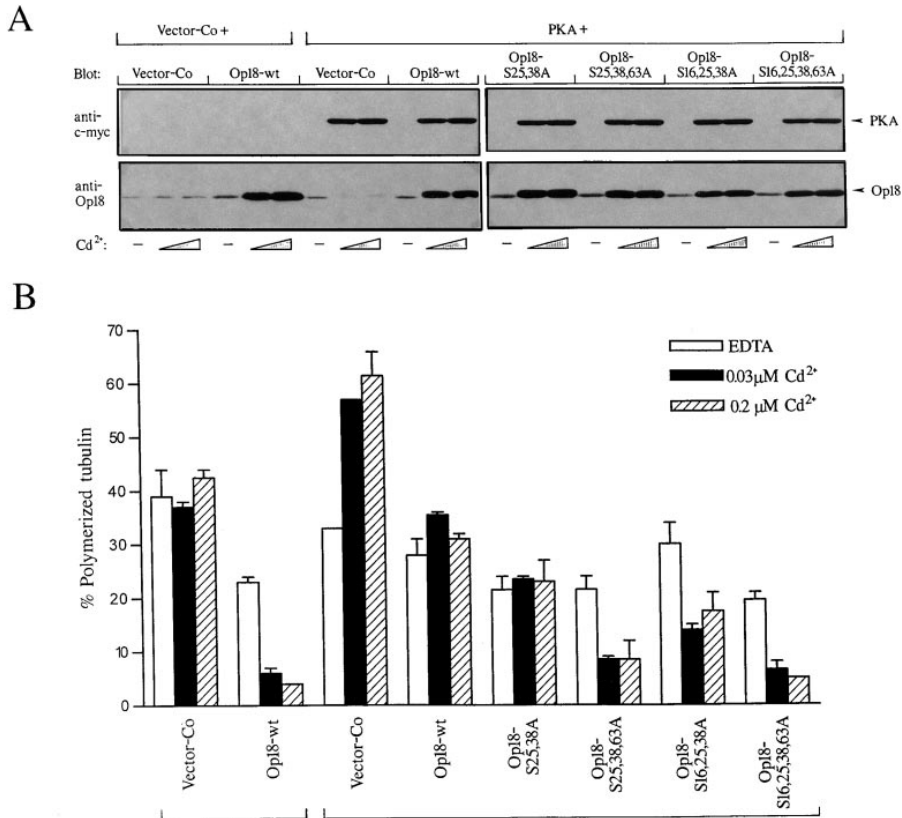 A
Vector-Co + PKA +
Blot: Vector-Co Op18-wt Vector-Co Op18-wt Op18-S25,38A Op18-S25,38,63A Op18-S16,25,38A Op18-S16,25,38,63A
anti-c-myc PKA
anti-Op18 Op18
Cd²⁺: – – – – – – – –
B
% Polymerized tubulin
70
60
50
40
30
20
10
0
EDTA
0.03µM Cd²⁺
0.2 µM Cd²⁺
Vector-Co
Op18-wt
Vector-Co
Op18-wt
Op18-S25,38A
Op18-S25,38,63A
Op18-S16,25,38A
Op18-S16,25,38,63A